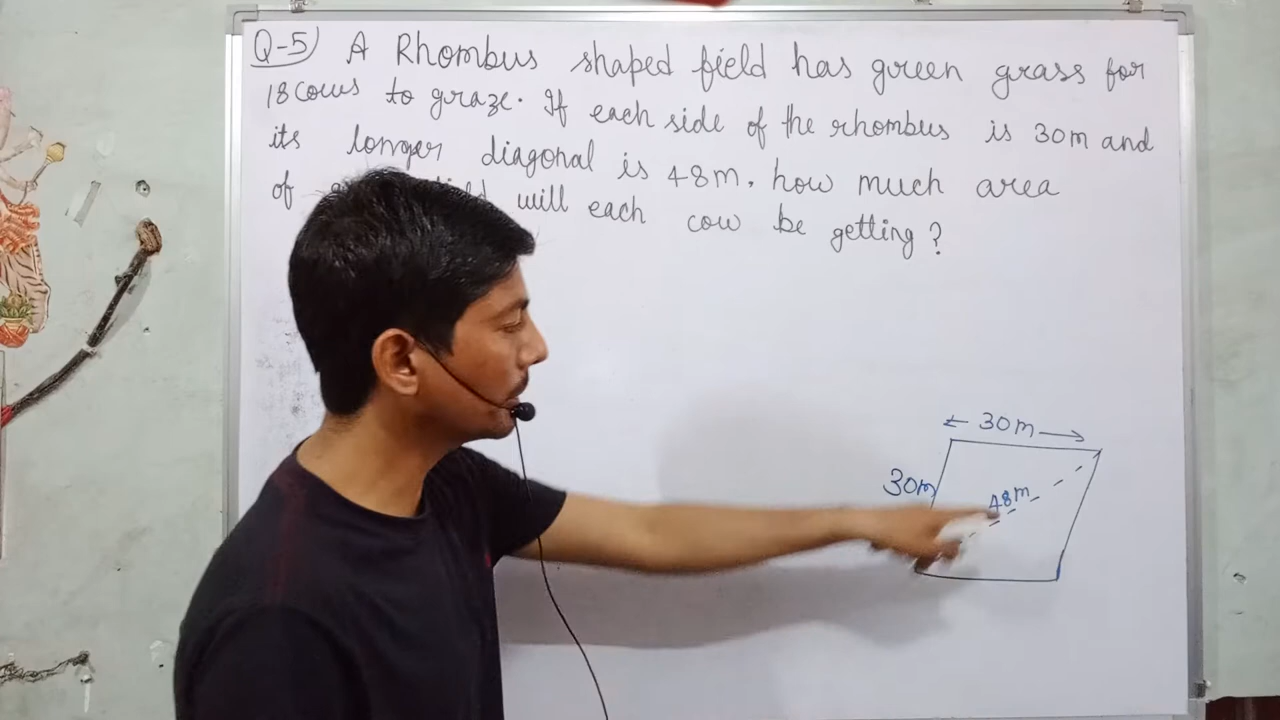 Q-5) A Rhombus shaped field has green grass for
18 cows to graze. If each side of the rhombus is 30m and
its longer diagonal is 48m, how much area
of will each cow be getting ?
← 30m →
30m
48m